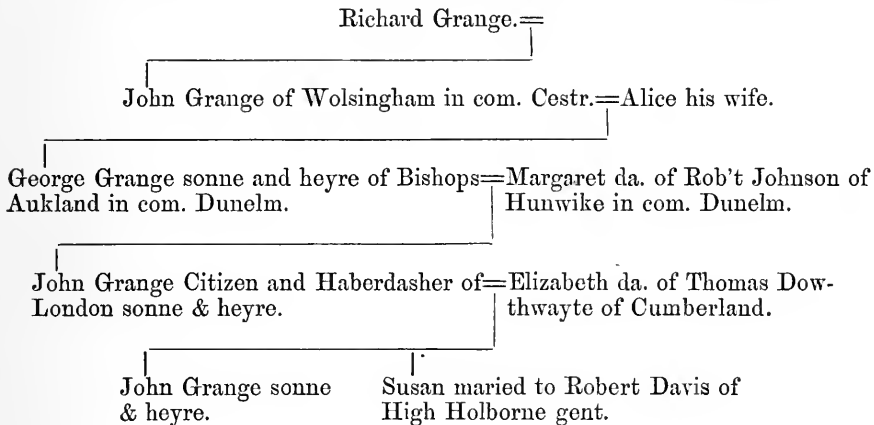 Richard Grange.=
John Grange of Wolsingham in com. Cestr.=Alice his wife.
George Grange sonne and heyre of Bishops=Margaret da. of Rob't Johnson of
Aukland in com. Dunelm. Hunwike in com. Dunelm.
John Grange Citizen and Haberdasher of=Elizabeth da. of Thomas Dow-
London sonne & heyre. thwayte of Cumberland.
John Grange sonne Susan maried to Robert Davis of
& heyre. High Holborne gent.